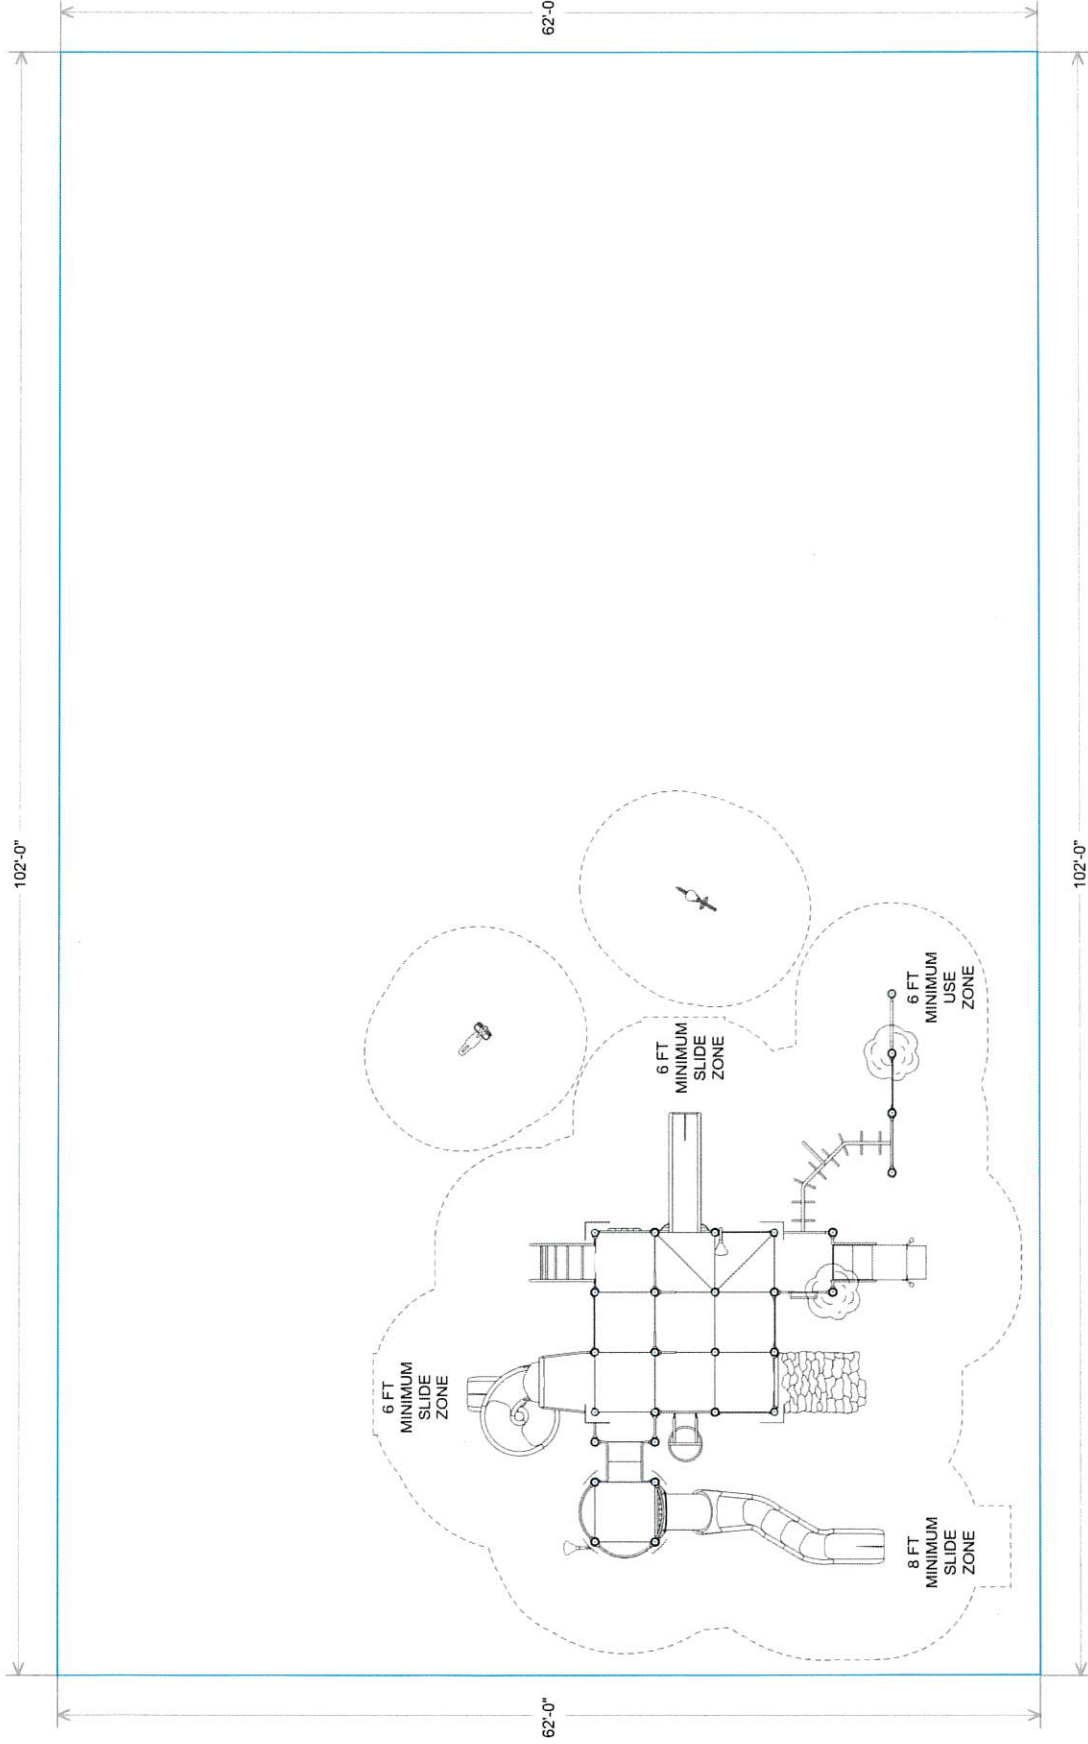 62'-0
102'-0"
102'-0"
6 FT
MINIMUM
USE
ZONE
6 FT
MINIMUM
SLIDE
ZONE
6 FT
MINIMUM
SLIDE
ZONE
8 FT
MINIMUM
SLIDE
ZONE
62'-0"